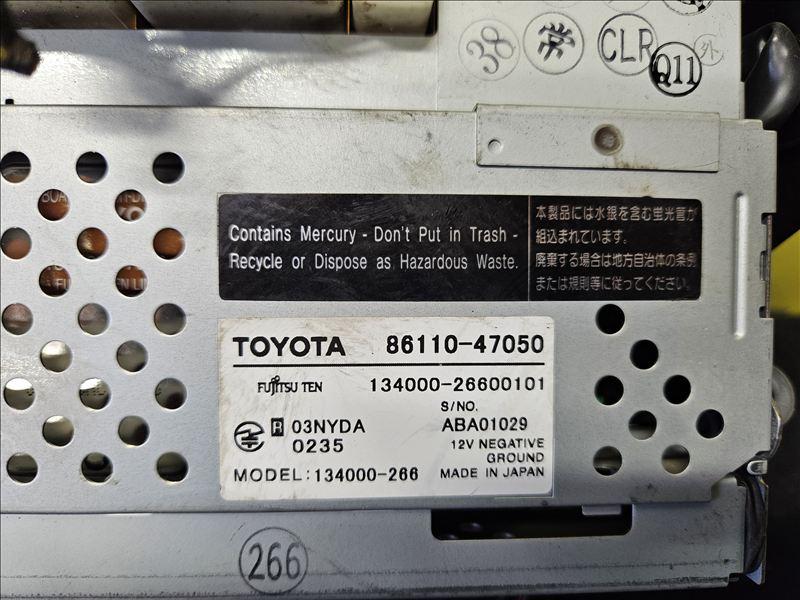 38 常 CLR Q11 外
Contains Mercury - Don't Put in Trash -
Recycle or Dispose as Hazardous Waste.
本製品には水銀を含む蛍光管が
組込まれています。
廃棄する場合は地方自治体の条例
または規則等に従ってください。
TOYOTA 86110-47050
FUJITSU TEN 134000-26600101
S/NO.
R 03NYDA ABA01029
0235 12V NEGATIVE
GROUND
MODEL:134000-266 MADE IN JAPAN
266